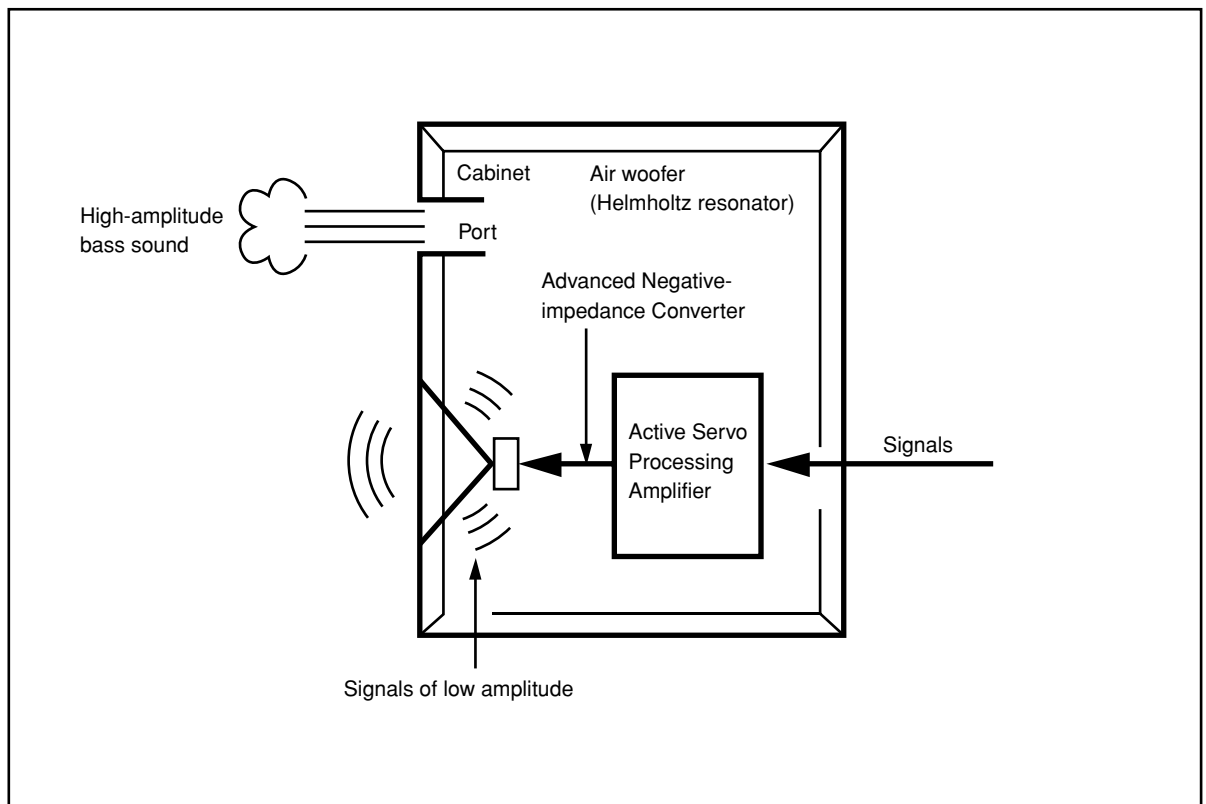 Cabinet
Air woofer
(Helmholtz resonator)
High-amplitude
bass sound
Port
Advanced Negative-
impedance Converter
Active Servo
Processing
Amplifier
Signals
Signals of low amplitude